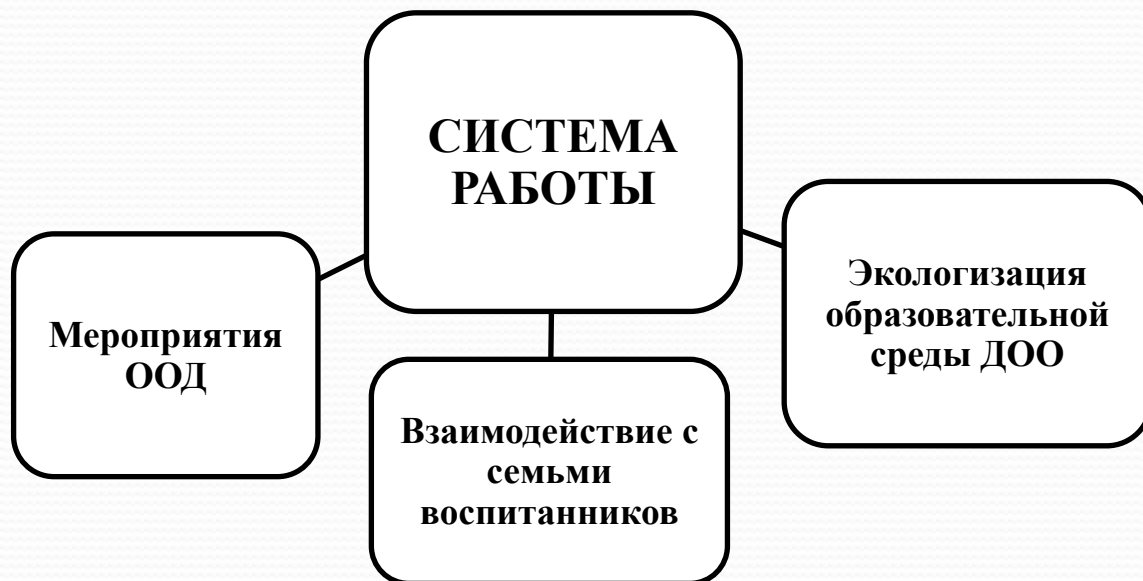 СИСТЕМА
РАБОТЫ
Мероприятия
ООД
Взаимодействие с
семьми
воспитанников
Экологизация
образовательной
среды ДОО